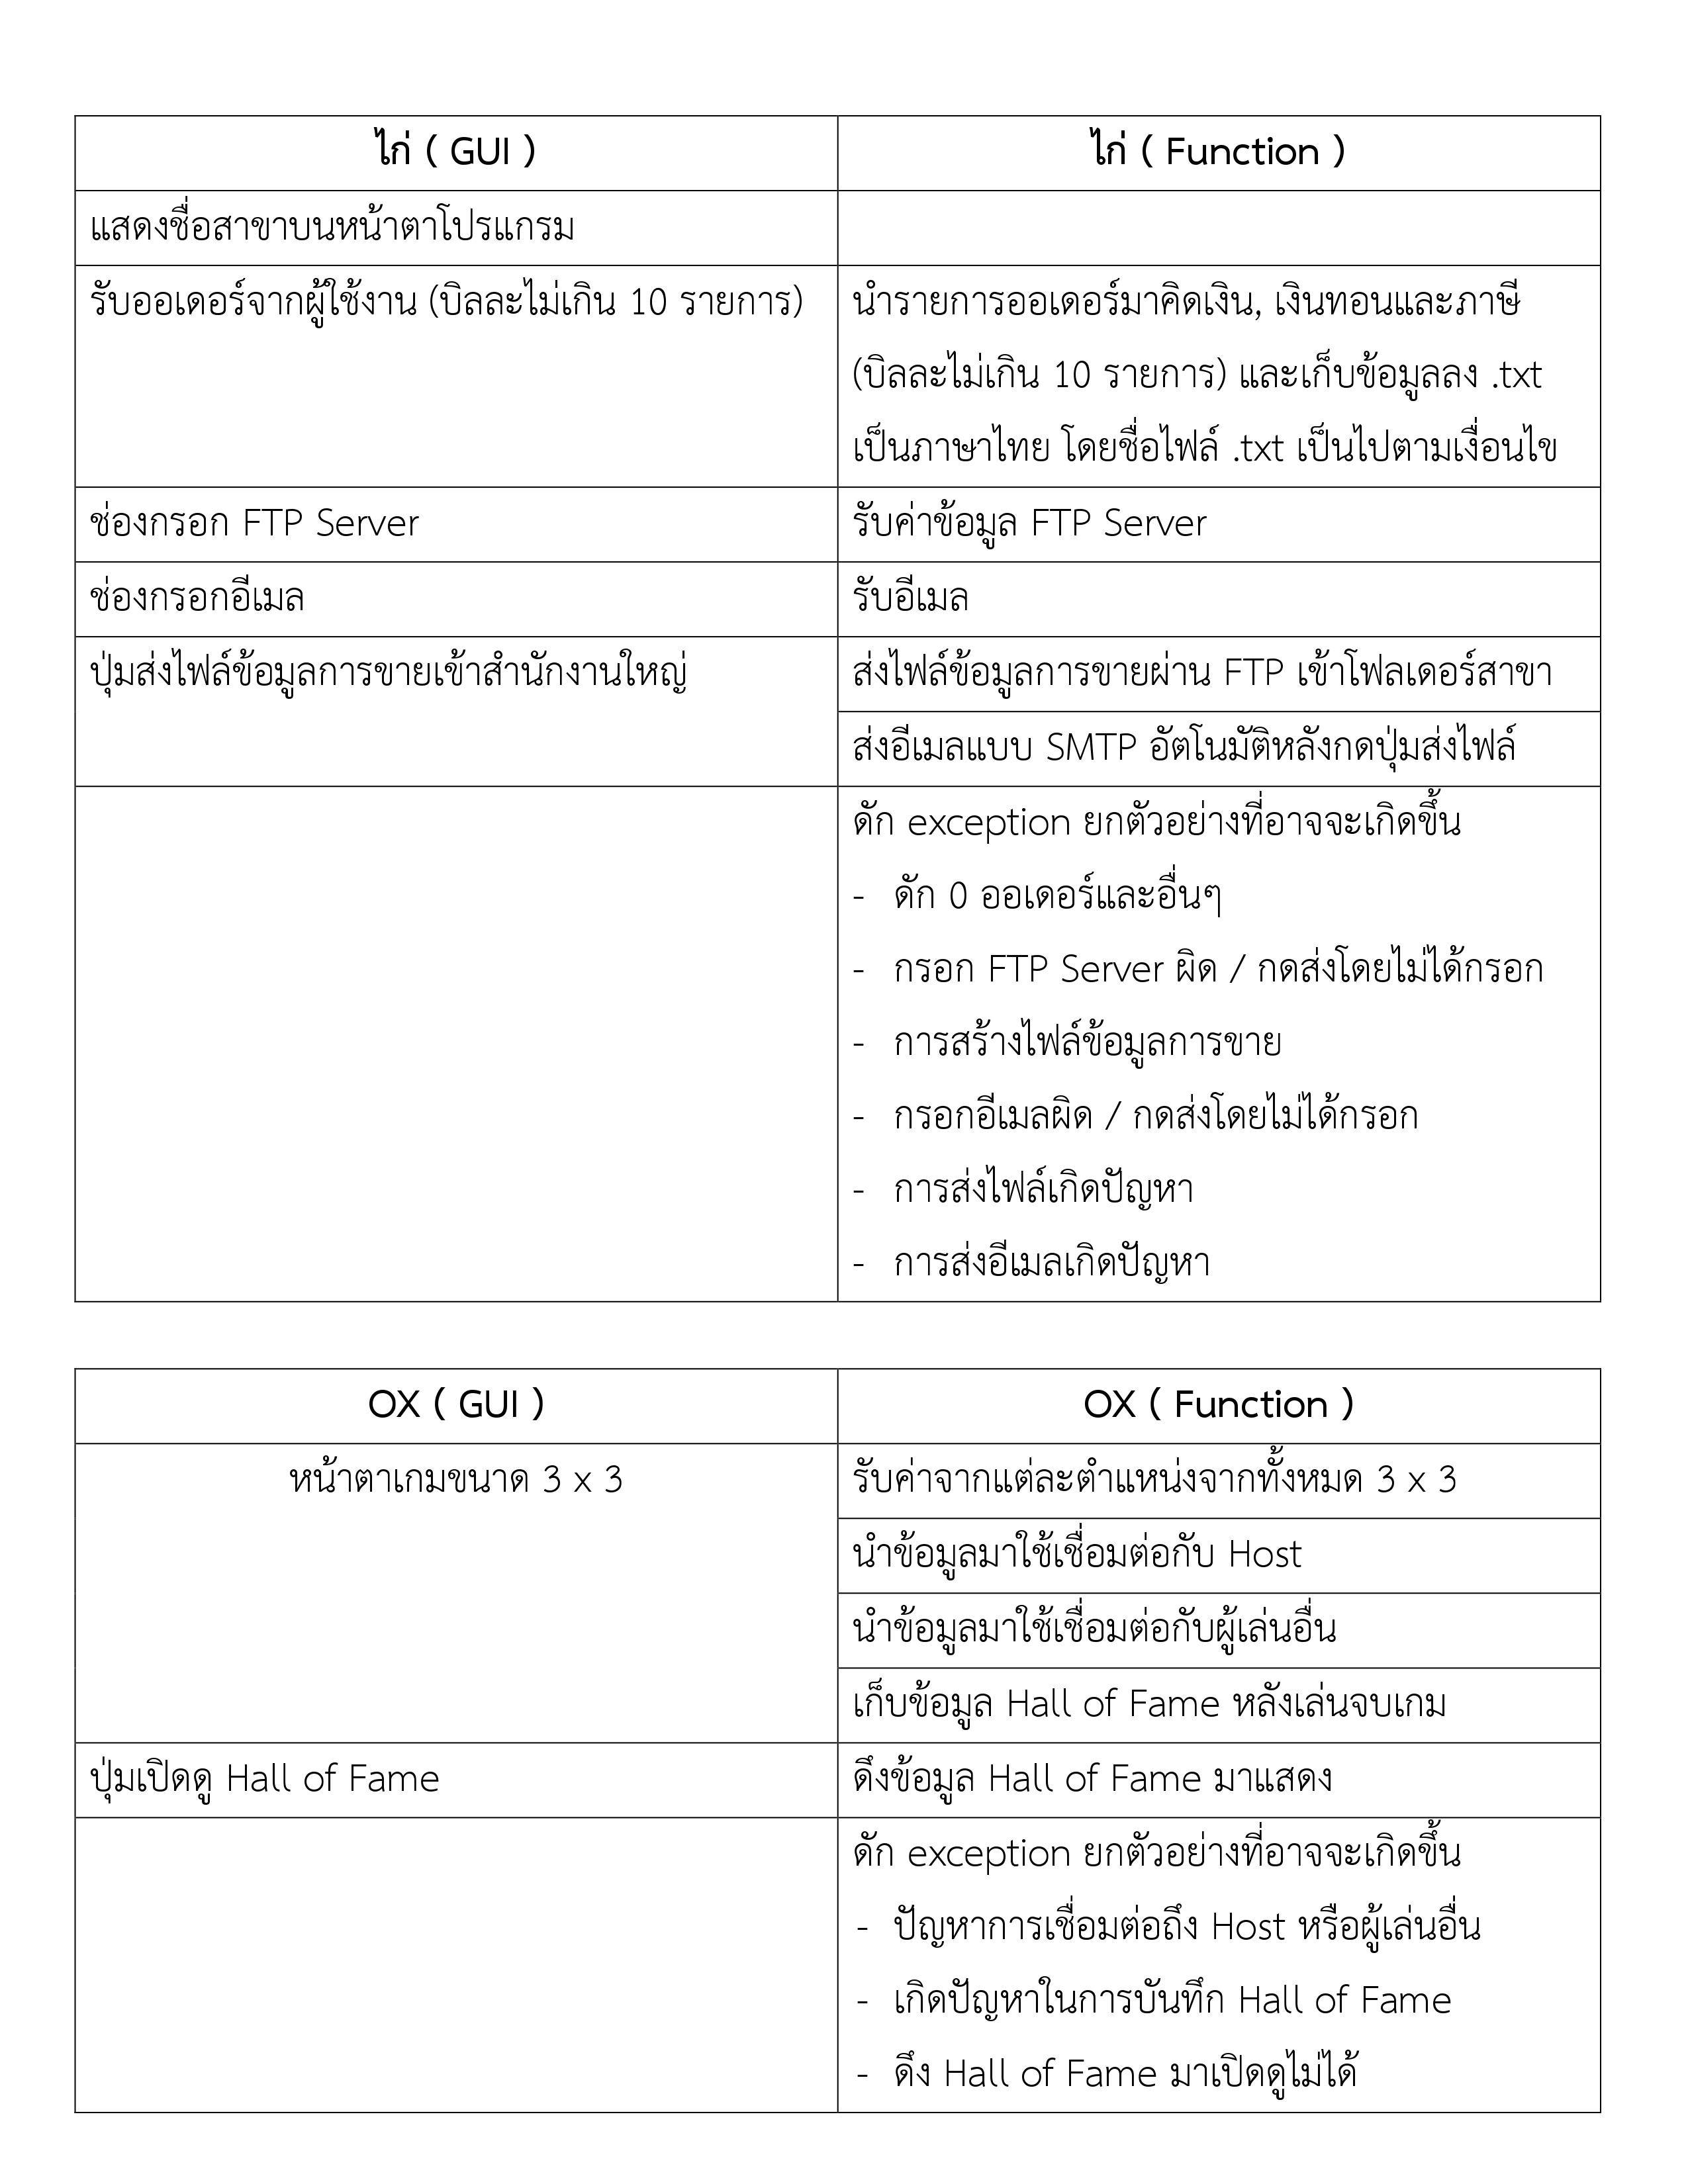 ไก่ ( GUI )
ไก่ ( Function )
แสดงชื่อสาขาบนหน้าตาโปรแกรม
รับออเดอร์จากผู้ใช้งาน (บิลละไม่เกิน 10 รายการ)
นำรายการออเดอร์มาคิดเงิน, เงินทอนและภาษี
(บิลละไม่เกิน 10 รายการ) และเก็บข้อมูลลง .txt
เป็นภาษาไทย โดยชื่อไฟล์ .txt เป็นไปตามเงื่อนไข
ช่องกรอก FTP Server
รับค่าข้อมูล FTP Server
ช่องกรอกอีเมล
รับอีเมล
ปุ่มส่งไฟล์ข้อมูลการขายเข้าสำนักงานใหญ่
ส่งไฟล์ข้อมูลการขายผ่าน FTP เข้าโฟลเดอร์สาขา
ส่งอีเมลแบบ SMTP อัตโนมัติหลังกดปุ่มส่งไฟล์
ดัก exception ยกตัวอย่างที่อาจจะเกิดขึ้น
- ดัก 0 ออเดอร์และอื่นๆ
- กรอก FTP Server ผิด / กดส่งโดยไม่ได้กรอก
- การสร้างไฟล์ข้อมูลการขาย
- กรอกอีเมลผิด / กดส่งโดยไม่ได้กรอก
- การส่งไฟล์เกิดปัญหา
- การส่งอีเมลเกิดปัญหา
OX ( GUI )
OX ( Function )
หน้าตาเกมขนาด 3 x 3
รับค่าจากแต่ละตำแหน่งจากทั้งหมด 3 x 3
นำข้อมูลมาใช้เชื่อมต่อกับ Host
นำข้อมูลมาใช้เชื่อมต่อกับผู้เล่นอื่น
เก็บข้อมูล Hall of Fame หลังเล่นจบเกม
ปุ่มเปิดดู Hall of Fame
ดึงข้อมูล Hall of Fame มาแสดง
ดัก exception ยกตัวอย่างที่อาจจะเกิดขึ้น
- ปัญหาการเชื่อมต่อถึง Host หรือผู้เล่นอื่น
- เกิดปัญหาในการบันทึก Hall of Fame
- ดึง Hall of Fame มาเปิดดูไม่ได้